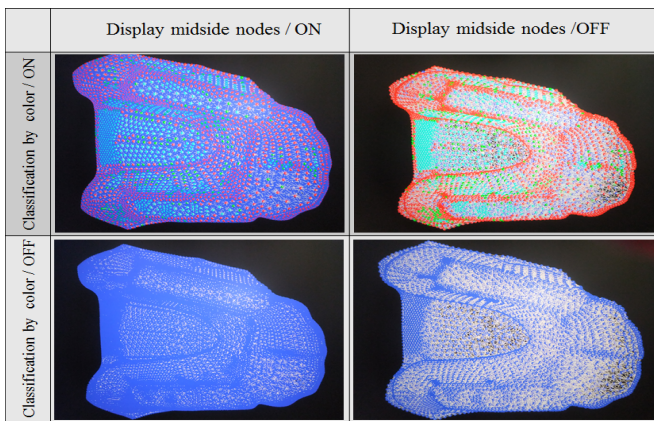 Display midside nodes / ON
Display midside nodes /OFF
Classification by color / ON
Classification by color / OFF